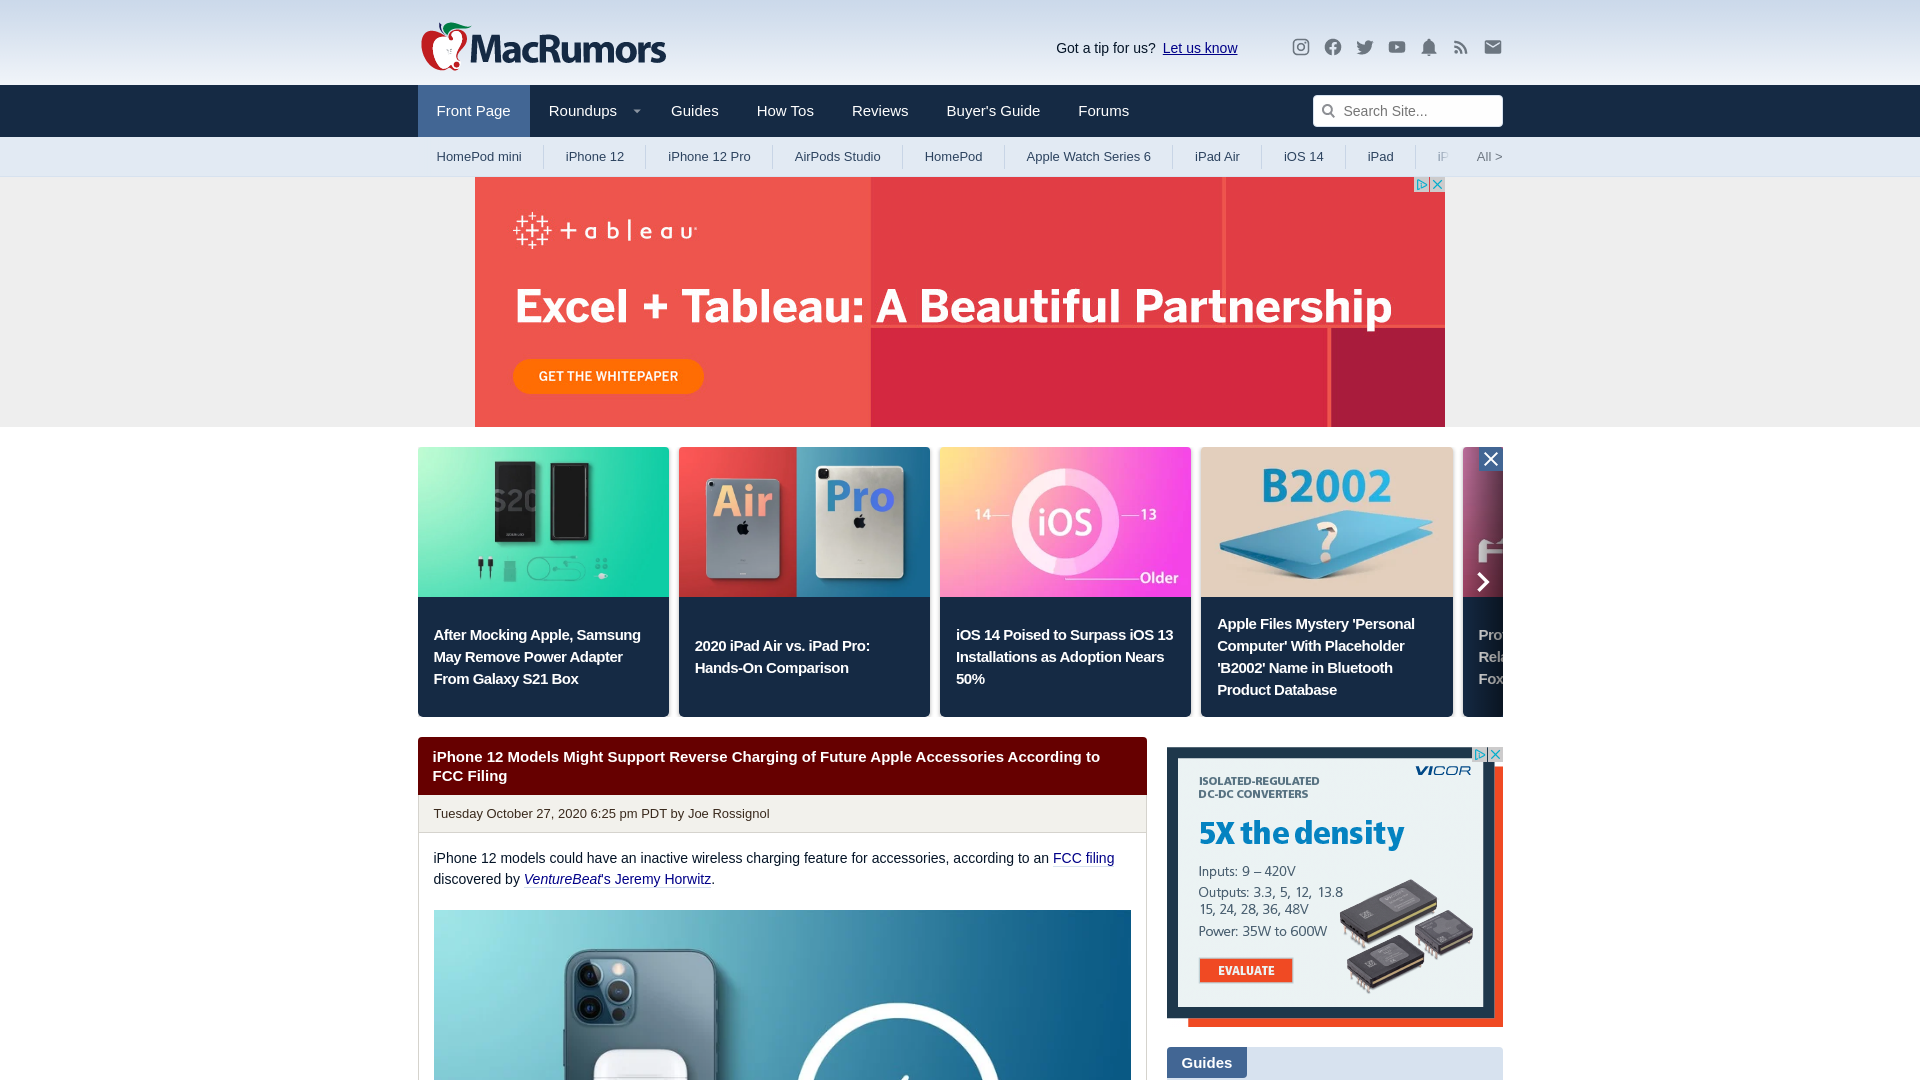 MacRumors
Got a tip for us? Let us know
Front Page
Roundups
Guides
How Tos
Reviews
Buyer's Guide
Forums
Search Site...
HomePod mini
iPhone 12
iPhone 12 Pro
AirPods Studio
HomePod
Apple Watch Series 6
iPad Air
iOS 14
iPad
iP
All >
+ableau
Excel + Tableau: A Beautiful Partnership
GET THE WHITEPAPER
S20
After Mocking Apple, Samsung
May Remove Power Adapter
From Galaxy S21 Box
Air
Pro
2020 iPad Air vs. iPad Pro:
Hands-On Comparison
14
iOS
13
Older
iOS 14 Poised to Surpass iOS 13
Installations as Adoption Nears
50%
B2002
?
Apple Files Mystery 'Personal
Computer' With Placeholder
'B2002' Name in Bluetooth
Product Database
Pro
Rela
Fox
iPhone 12 Models Might Support Reverse Charging of Future Apple Accessories According to
FCC Filing
Tuesday October 27, 2020 6:25 pm PDT by Joe Rossignol
iPhone 12 models could have an inactive wireless charging feature for accessories, according to an FCC filing
discovered by VentureBeat's Jeremy Horwitz.
VICOR
ISOLATED-REGULATED
DC-DC CONVERTERS
5X the density
Inputs: 9 – 420V
Outputs: 3.3, 5, 12, 13.8
15, 24, 28, 36, 48V
Power: 35W to 600W
EVALUATE
Guides